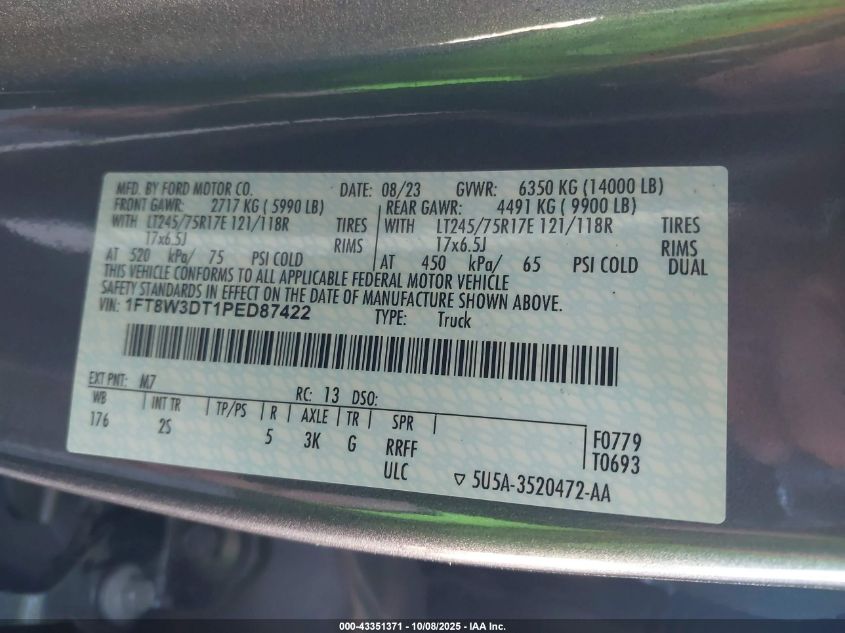 MFD. BY FORD MOTOR CO. DATE: 08/23 GVWR: 6350 KG (14000 LB)
FRONT GAWR: 2717 KG ( 5990 LB) REAR GAWR: 4491 KG ( 9900 LB)
WITH LT245/75R17E 121/118R TIRES WITH LT245/75R17E 121/118R TIRES
17x6.5J RIMS 17x6.5J RIMS
AT 520 kPa/ 75 PSI COLD AT 450 kPa/ 65 PSI COLD DUAL
THIS VEHICLE CONFORMS TO ALL APPLICABLE FEDERAL MOTOR VEHICLE
SAFETY STANDARDS IN EFFECT ON THE DATE OF MANUFACTURE SHOWN ABOVE.
VIN: 1FT8W3DT1PED87422 TYPE: Truck
EXT PNT: M7 RC: 13 DSO:
WB INT TR TP/PS R AXLE TR SPR
176 2S 5 3K G RRFF F0779
ULC T0693
5U5A-3520472-AA
000-43351371 - 10/08/2025 - IAA Inc.